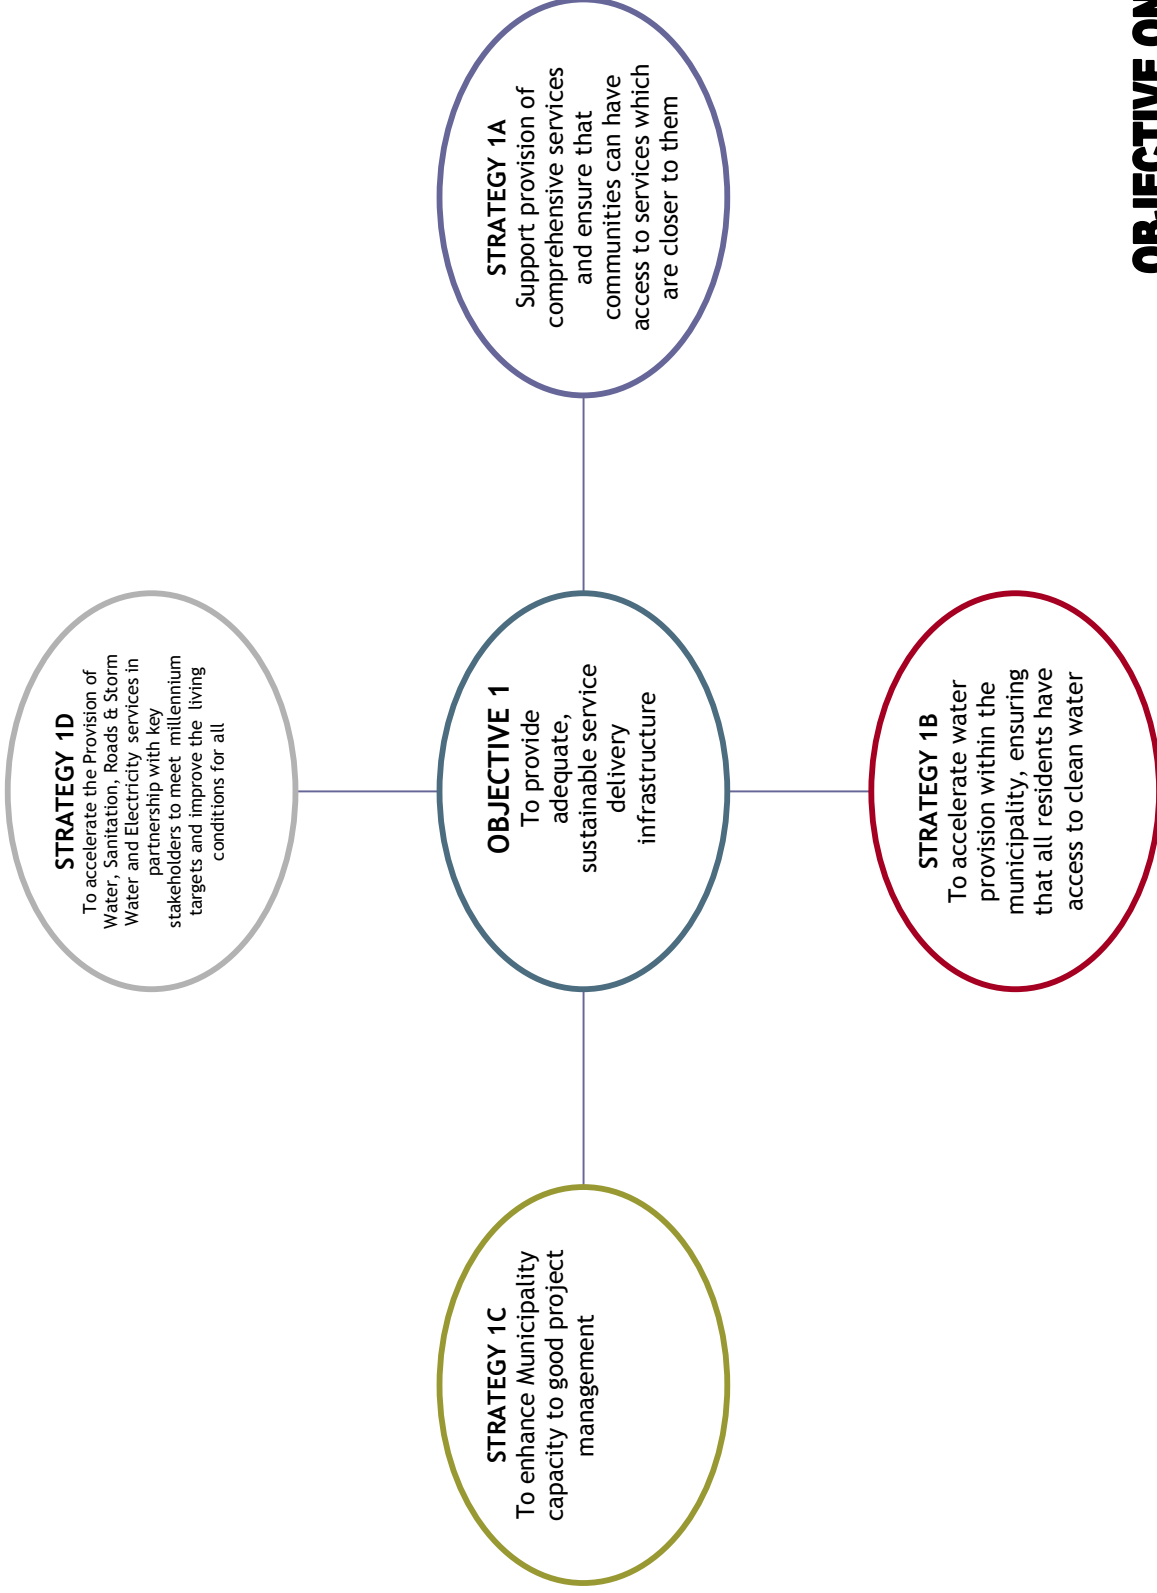 OBJECTIVE ON
STRATEGY 1A
Support provision of
comprehensive services
and ensure that
communities can have
access to services which
are closer to them
STRATEGY 1D
To accelerate the Provision of
Water, Sanitation, Roads & Storm
Water and Electricity services in
partnership with key
stakeholders to meet millennium
targets and improve the living
conditions for all
OBJECTIVE 1
To provide
adequate,
sustainable service
delivery
infrastructure
STRATEGY 1B
To accelerate water
provision within the
municipality, ensuring
that all residents have
access to clean water
STRATEGY 1C
To enhance Municipality
capacity to good project
management